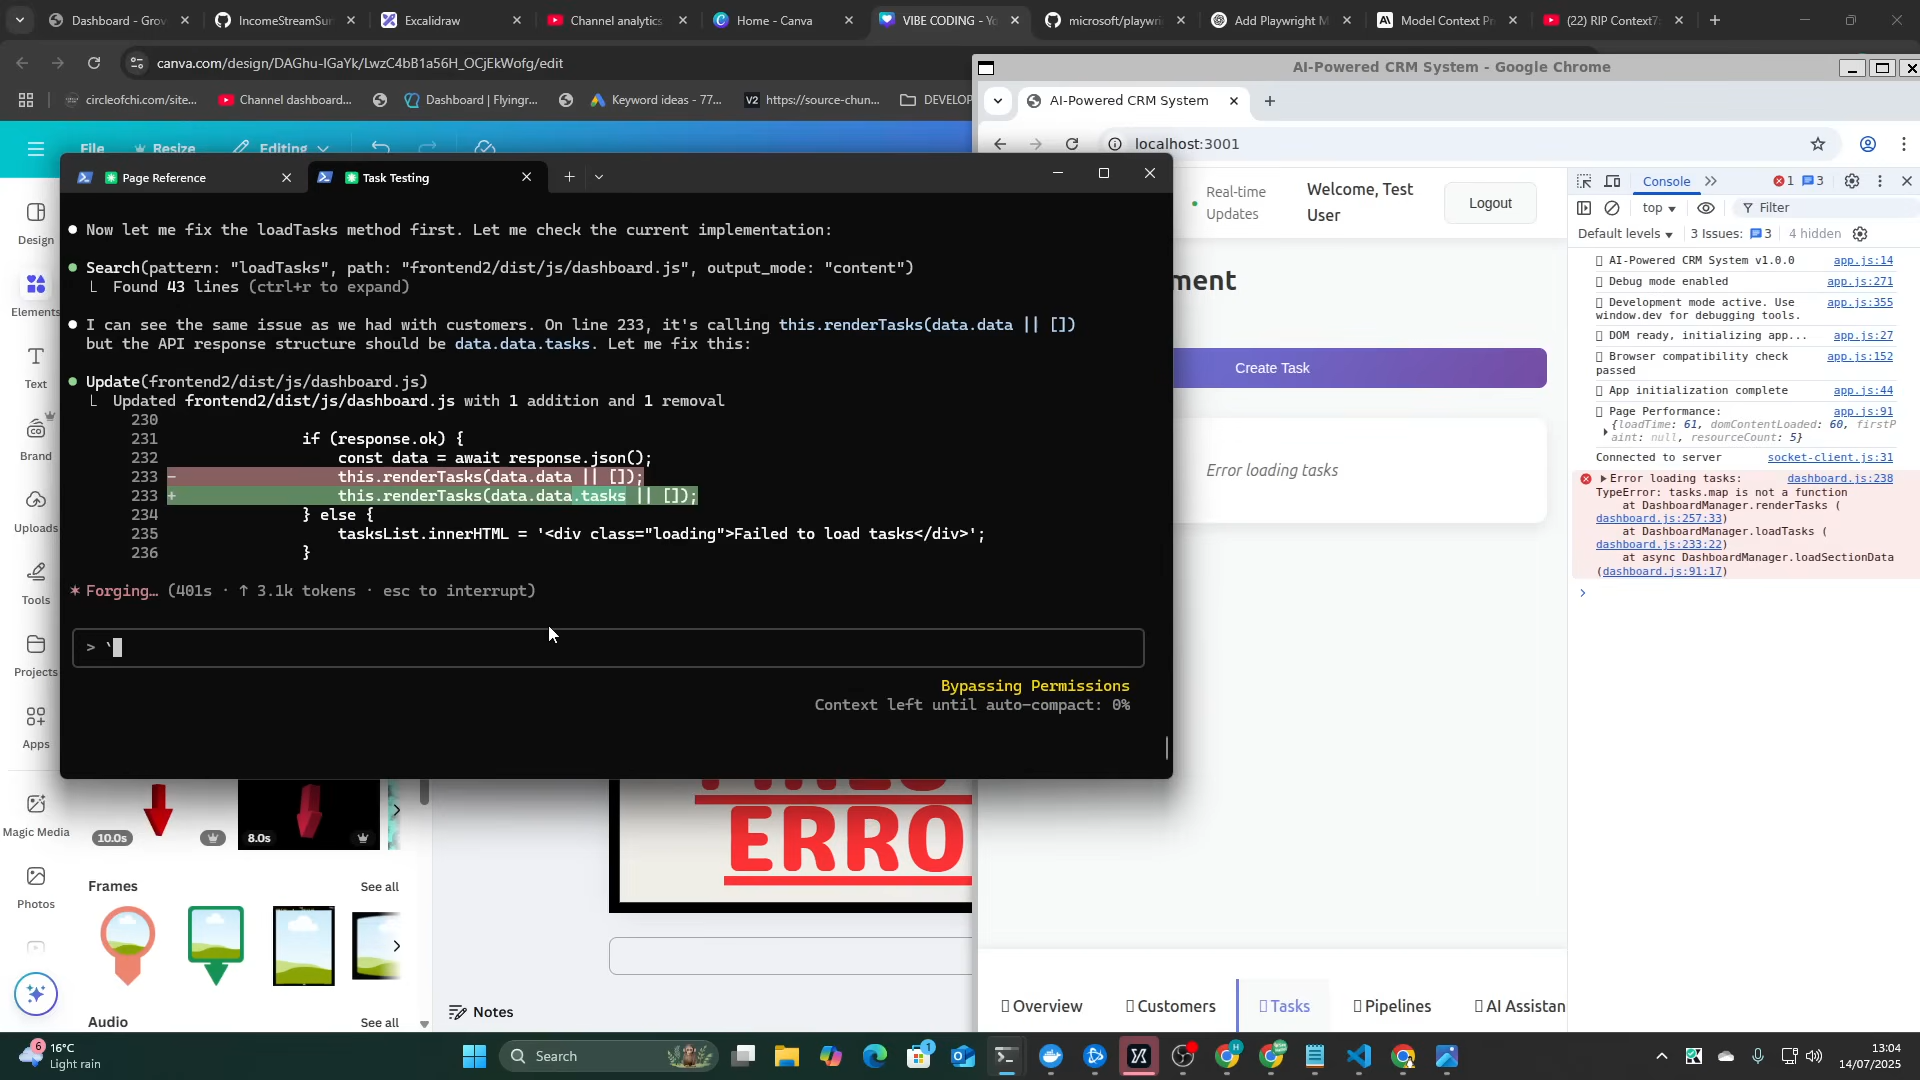 Dashboard - Grov
IncomeStreamSur
Excalidraw
Channel analytics
Home - Canva
VIBE CODING - Yo
microsoft/playwri
Add Playwright M
Model Context Pr
(22) RIP Context7:
canva.com/design/DAGhu-IGaYk/LwzC4bB1a56H_OCjEkWofg/edit
circleofchi.com/site...
Channel dashboard...
Dashboard | Flyingr...
Keyword ideas - 77...
https://source-chun...
DEVELOP
File
Resize
Editing
Design
Elements
Text
Brand
Uploads
Tools
Projects
Apps
Magic Media
Photos
Page Reference
Task Testing
Now let me fix the loadTasks method first. Let me check the current implementation:
Search(pattern: "loadTasks", path: "frontend2/dist/js/dashboard.js", output_mode: "content")
Found 43 lines (ctrl+r to expand)
I can see the same issue as we had with customers. On line 233, it's calling this.renderTasks(data.data || [])
but the API response structure should be data.data.tasks. Let me fix this:
Update(frontend2/dist/js/dashboard.js)
Updated frontend2/dist/js/dashboard.js with 1 addition and 1 removal
230
231 if (response.ok) {
232 const data = await response.json();
233 - this.renderTasks(data.data || []);
233 + this.renderTasks(data.data.tasks || []);
234 } else {
235 tasksList.innerHTML = '<div class="loading">Failed to load tasks</div>';
236 }
Forging… (401s · ↑ 3.1k tokens · esc to interrupt)
> `
Bypassing Permissions
Context left until auto-compact: 0%
10.0s
8.0s
Frames
See all
Audio
See all
ERRO
Notes
AI-Powered CRM System - Google Chrome
AI-Powered CRM System
localhost:3001
Real-time
Updates
Welcome, Test
User
Logout
ment
Create Task
Error loading tasks
Overview
Customers
Tasks
Pipelines
AI Assistan
Console
1
3
top
Filter
Default levels
3 Issues: 3
4 hidden
AI-Powered CRM System v1.0.0 app.js:14
Debug mode enabled app.js:271
Development mode active. Use app.js:355
window.dev for debugging tools.
DOM ready, initializing app... app.js:27
Browser compatibility check app.js:152
passed
App initialization complete app.js:44
Page Performance: app.js:91
{loadTime: 61, domContentLoaded: 60, firstP
aint: null, resourceCount: 5}
Connected to server socket-client.js:31
Error loading tasks: dashboard.js:238
TypeError: tasks.map is not a function
at DashboardManager.renderTasks (
dashboard.js:257:33)
at DashboardManager.loadTasks (
dashboard.js:233:22)
at async DashboardManager.loadSectionData
(dashboard.js:91:17)
6
16°C
Light rain
Search
13:04
14/07/2025